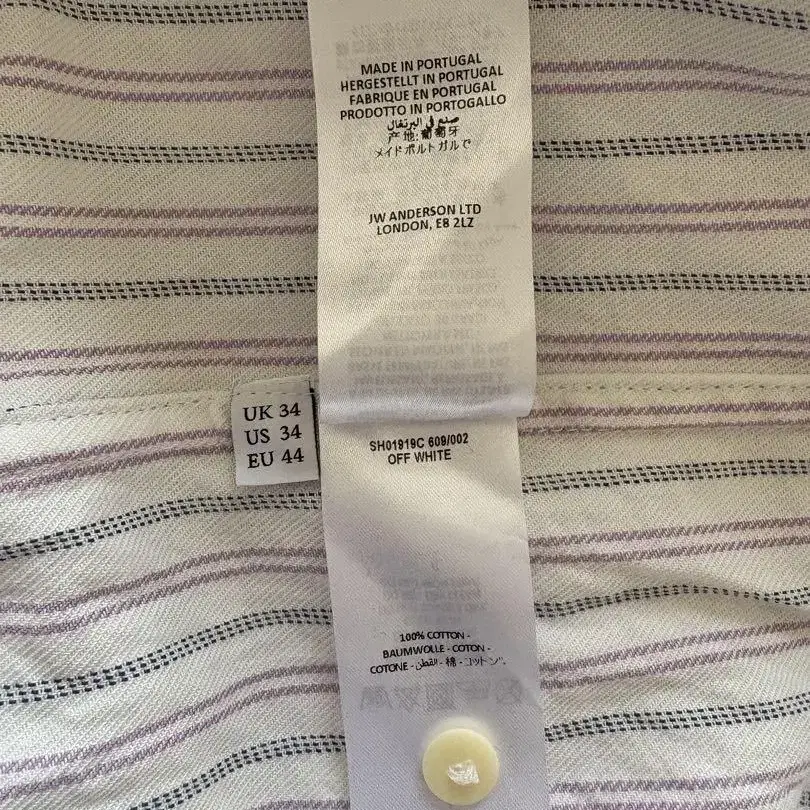 MADE IN PORTUGAL
HERGESTELLT IN PORTUGAL
FABRIQUE EN PORTUGAL
PRODOTTO IN PORTOGALLO
صنع في البرتغال
产地:葡萄牙
メイドポルトガルで
JW ANDERSON LTD
LONDON, E8 2LZ
UK 34
US 34
EU 44
SH01919C 609/002
OFF WHITE
100% COTTON -
BAUMWOLLE - COTON -
COTONE - القطن - 棉 - コットン